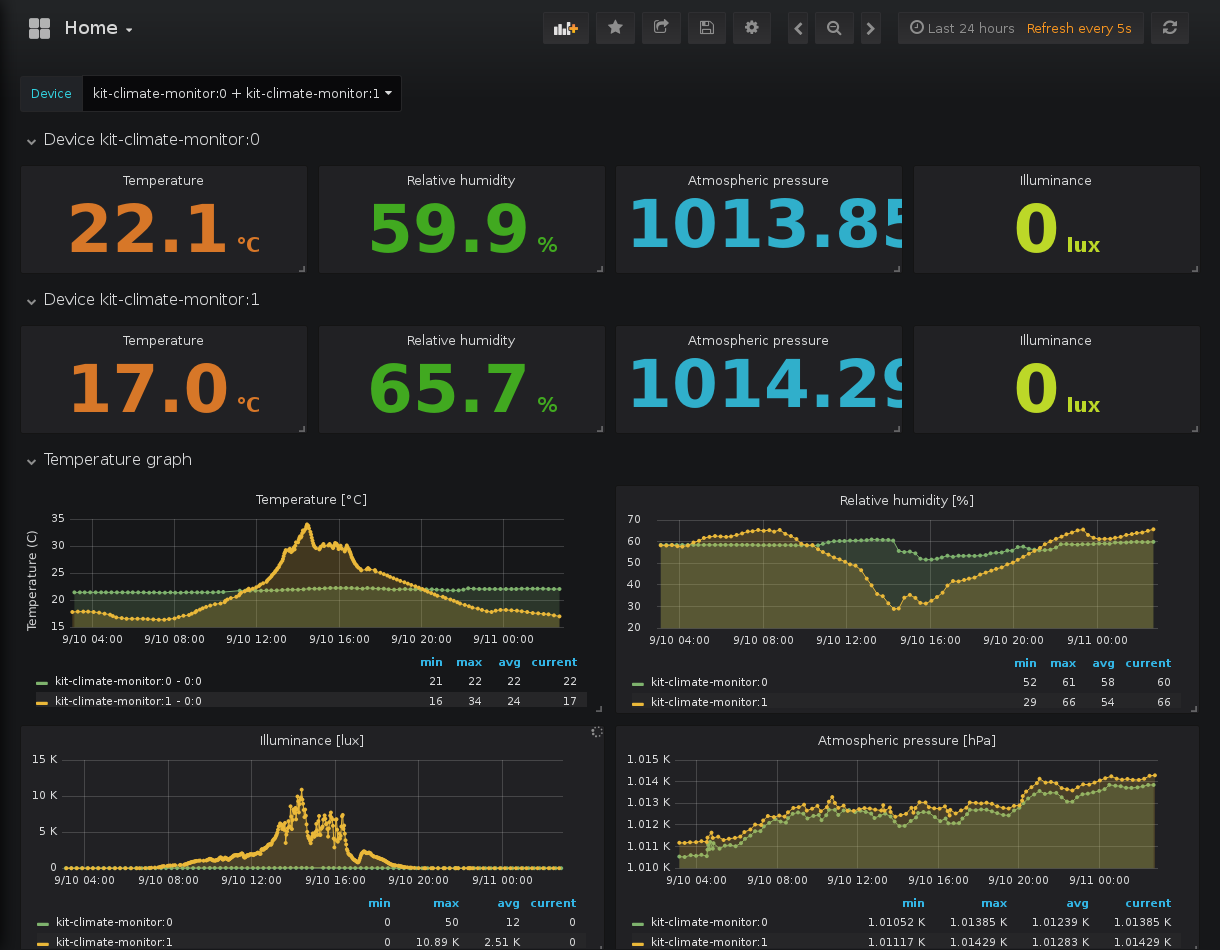 Home
Last 24 hours Refresh every 5s
Device kit-climate-monitor:0 + kit-climate-monitor:1
Device kit-climate-monitor:0
Temperature Relative humidity Atmospheric pressure Illuminance
22.1 °C 59.9 % 1013.85 0 lux
Device kit-climate-monitor:1
Temperature Relative humidity Atmospheric pressure Illuminance
17.0 °C 65.7 % 1014.29 0 lux
Temperature graph
Temperature [°C]
Temperature (C)
35
30
25
20
15
9/10 04:00 9/10 08:00 9/10 12:00 9/10 16:00 9/10 20:00 9/11 00:00
min max avg current
kit-climate-monitor:0 - 0:0 21 22 22 22
kit-climate-monitor:1 - 0:0 16 34 24 17
Relative humidity [%]
70
60
50
40
30
20
9/10 04:00 9/10 08:00 9/10 12:00 9/10 16:00 9/10 20:00 9/11 00:00
min max avg current
kit-climate-monitor:0 52 61 58 60
kit-climate-monitor:1 29 66 54 66
Illuminance [lux]
15 K
10 K
5 K
0
9/10 04:00 9/10 08:00 9/10 12:00 9/10 16:00 9/10 20:00 9/11 00:00
min max avg current
kit-climate-monitor:0 0 50 12 0
kit-climate-monitor:1 0 10.89 K 2.51 K 0
Atmospheric pressure [hPa]
1.015 K
1.014 K
1.013 K
1.012 K
1.011 K
1.010 K
9/10 04:00 9/10 08:00 9/10 12:00 9/10 16:00 9/10 20:00 9/11 00:00
min max avg current
kit-climate-monitor:0 1.01052 K 1.01385 K 1.01239 K 1.01385 K
kit-climate-monitor:1 1.01117 K 1.01429 K 1.01283 K 1.01429 K